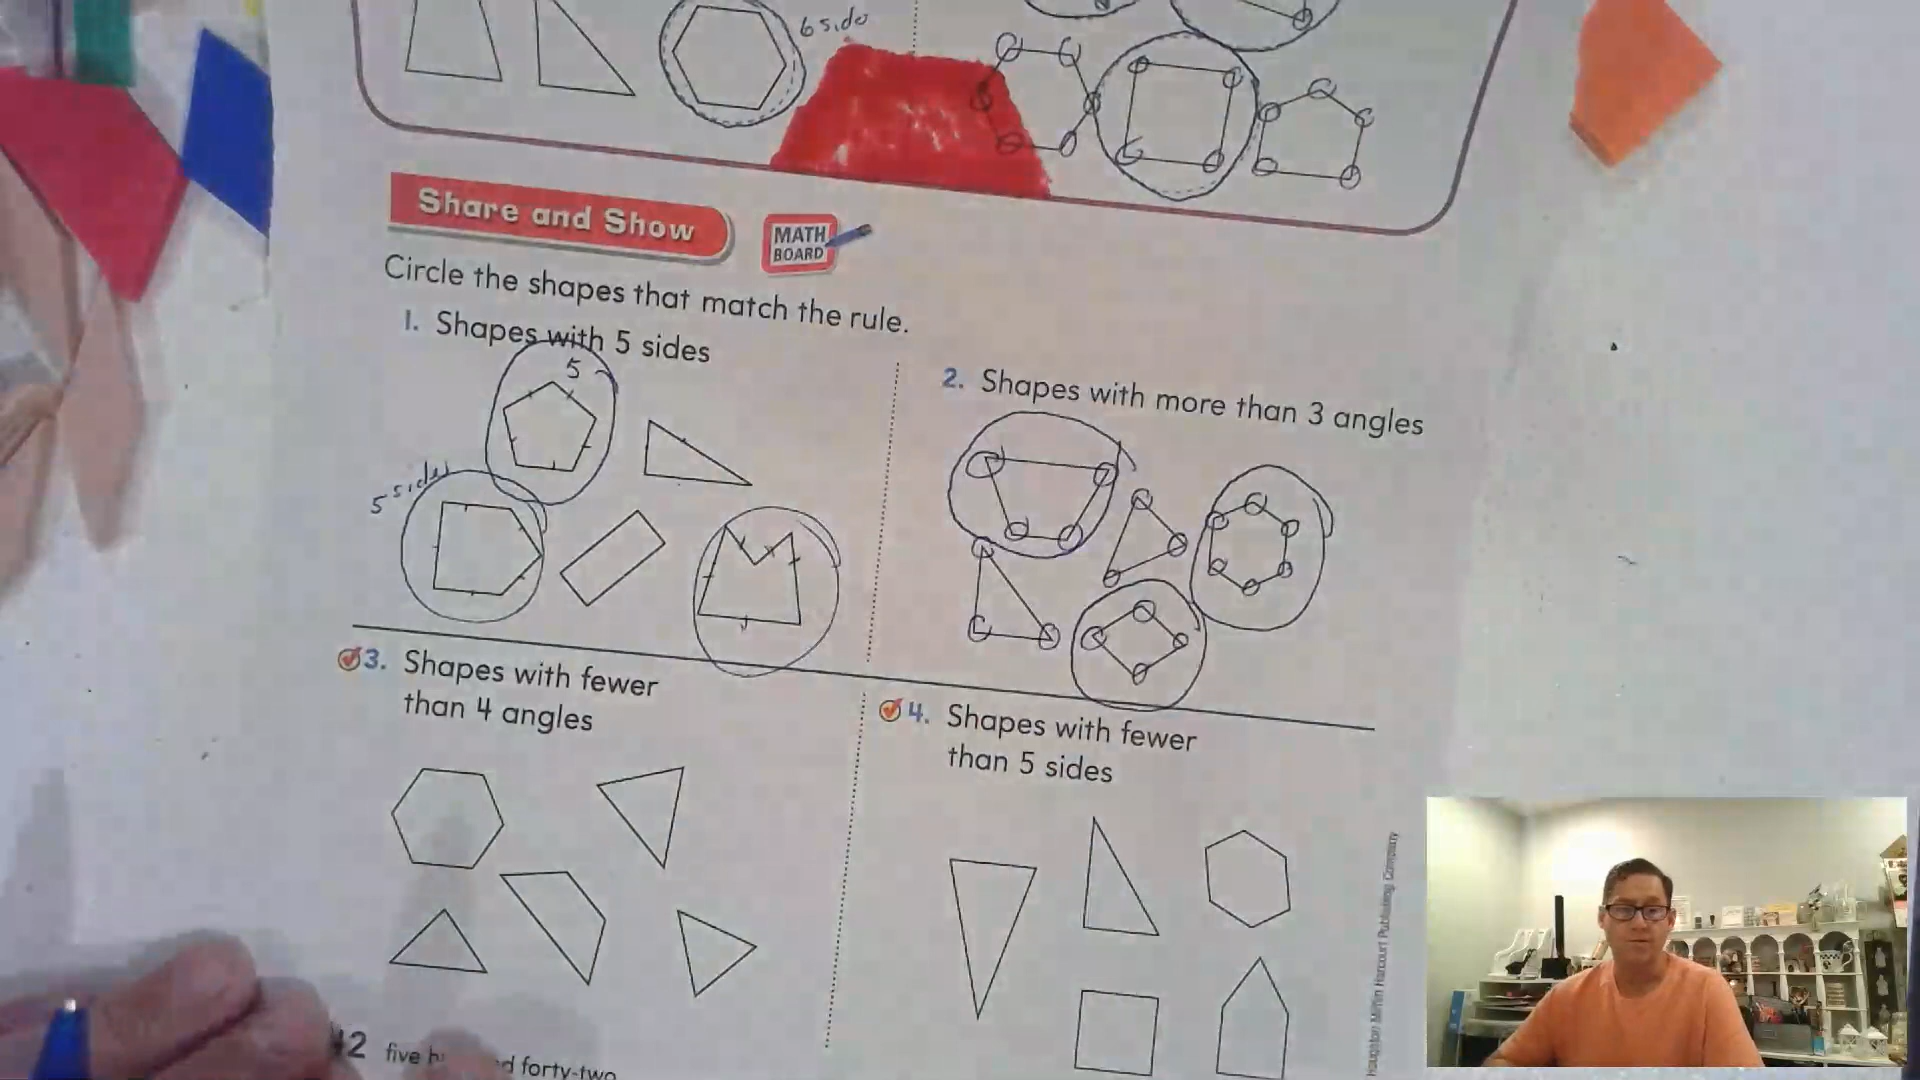 6 side
Share and Show
MATH
BOARD
Circle the shapes that match the rule.
1. Shapes with 5 sides
5
5 sides
2. Shapes with more than 3 angles
3. Shapes with fewer
than 4 angles
4. Shapes with fewer
than 5 sides
Houghton Mifflin Harcourt Publishing Company
2 five h d forty-two